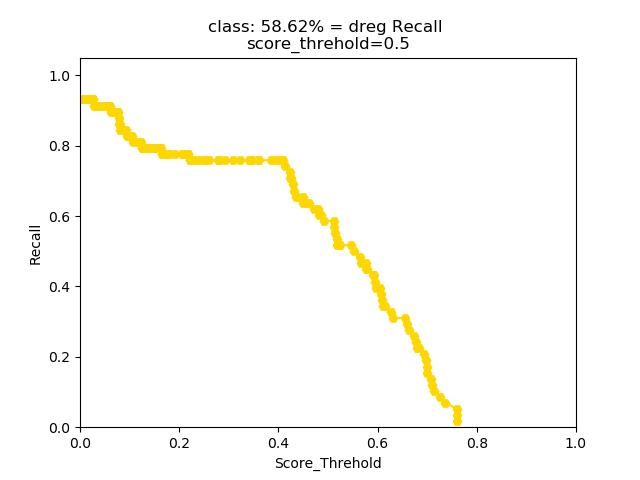 class: 58.62% = dreg Recall
score_threhold=0.5
1.0
0.8
0.6
0.4
0.2
0.0
Recall
0.0 0.2 0.4 0.6 0.8 1.0
Score_Threhold